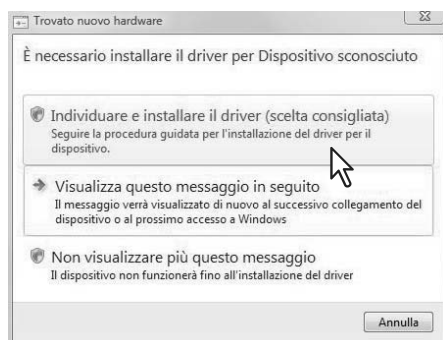 Trovato nuovo hardware
È necessario installare il driver per Dispositivo sconosciuto
Individuare e installare il driver (scelta consigliata)
Seguire la procedura guidata per l'installazione del driver per il
dispositivo.
Visualizza questo messaggio in seguito
Il messaggio verrà visualizzato di nuovo al successivo collegamento del
dispositivo o al prossimo accesso a Windows
Non visualizzare più questo messaggio
Il dispositivo non funzionerà fino all'installazione del driver
Annulla